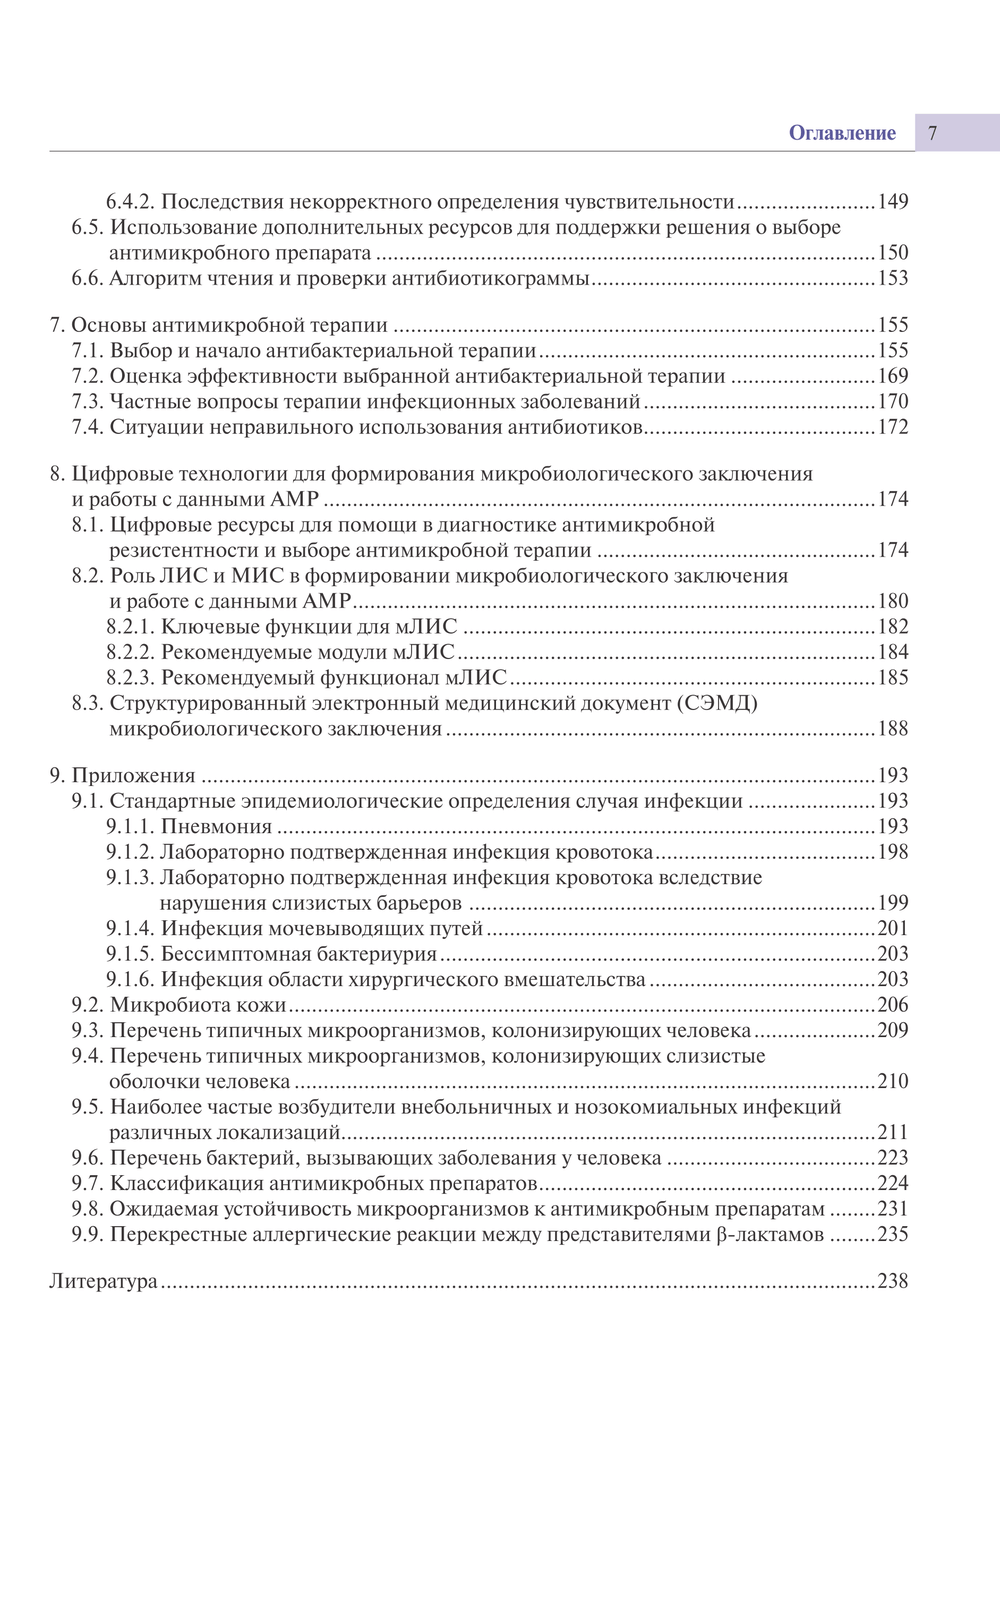 Оглавление 7
6.4.2. Последствия некорректного определения чувствительности........................149
6.5. Использование дополнительных ресурсов для поддержки решения о выборе
антимикробного препарата ......................................................................................150
6.6. Алгоритм чтения и проверки антибиотикограммы.................................................153
7. Основы антимикробной терапии ...................................................................................155
7.1. Выбор и начало антибактериальной терапии..........................................................155
7.2. Оценка эффективности выбранной антибактериальной терапии .........................169
7.3. Частные вопросы терапии инфекционных заболеваний........................................170
7.4. Ситуации неправильного использования антибиотиков........................................172
8. Цифровые технологии для формирования микробиологического заключения
и работы с данными АМР ...............................................................................................174
8.1. Цифровые ресурсы для помощи в диагностике антимикробной
резистентности и выборе антимикробной терапии ................................................174
8.2. Роль ЛИС и МИС в формировании микробиологического заключения
и работе с данными АМР..........................................................................................180
8.2.1. Ключевые функции для мЛИС .......................................................................182
8.2.2. Рекомендуемые модули мЛИС........................................................................184
8.2.3. Рекомендуемый функционал мЛИС...............................................................185
8.3. Структурированный электронный медицинский документ (СЭМД)
микробиологического заключения..........................................................................188
9. Приложения ....................................................................................................................193
9.1. Стандартные эпидемиологические определения случая инфекции ......................193
9.1.1. Пневмония .......................................................................................................193
9.1.2. Лабораторно подтвержденная инфекция кровотока......................................198
9.1.3. Лабораторно подтвержденная инфекция кровотока вследствие
нарушения слизистых барьеров ......................................................................199
9.1.4. Инфекция мочевыводящих путей...................................................................201
9.1.5. Бессимптомная бактериурия...........................................................................203
9.1.6. Инфекция области хирургического вмешательства.......................................203
9.2. Микробиота кожи.....................................................................................................206
9.3. Перечень типичных микроорганизмов, колонизирующих человека.....................209
9.4. Перечень типичных микроорганизмов, колонизирующих слизистые
оболочки человека ....................................................................................................210
9.5. Наиболее частые возбудители внебольничных и нозокомиальных инфекций
различных локализаций............................................................................................211
9.6. Перечень бактерий, вызывающих заболевания у человека ....................................223
9.7. Классификация антимикробных препаратов..........................................................224
9.8. Ожидаемая устойчивость микроорганизмов к антимикробным препаратам ........231
9.9. Перекрестные аллергические реакции между представителями β-лактамов ........235
Литература...........................................................................................................................238